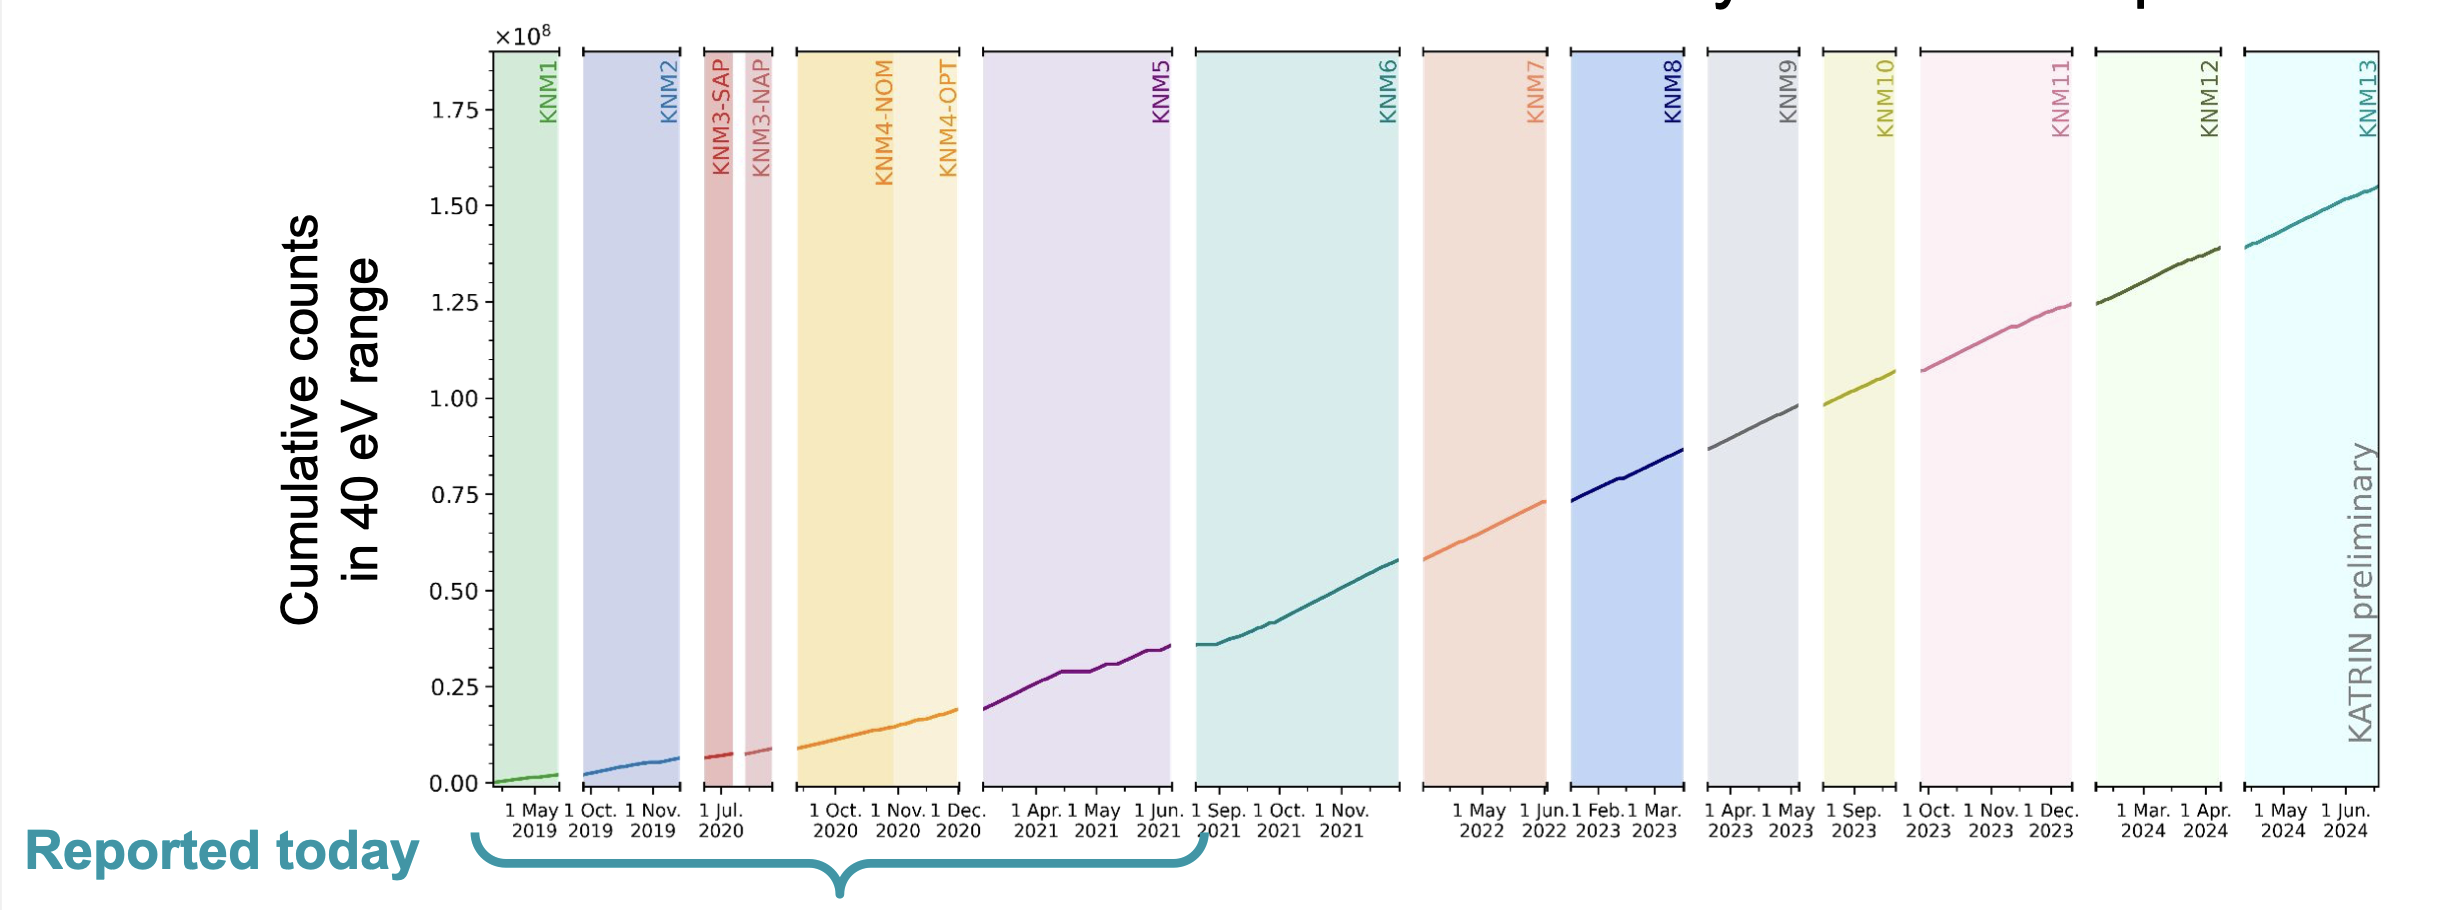 ×10⁸
1.75
1.50
1.25
1.00
0.75
0.50
0.25
0.00
Cumulative counts
in 40 eV range
KNM1
KNM2
KNM3-SAP
KNM3-NAP
KNM4-NOM
KNM4-OPT
KNM5
KNM6
KNM7
KNM8
KNM9
KNM10
KNM11
KNM12
KNM13
KATRIN preliminary
1 May 1 Oct. 1 Nov. 1 Jul. 1 Oct. 1 Nov. 1 Dec. 1 Apr. 1 May 1 Jun. 1 Sep. 1 Oct. 1 Nov. 1 May 1 Jun. 1 Feb. 1 Mar. 1 Apr. 1 May 1 Sep. 1 Oct. 1 Nov. 1 Dec. 1 Mar. 1 Apr. 1 May 1 Jun.
2019 2019 2019 2020 2020 2020 2020 2021 2021 2021 2021 2021 2021 2022 2022 2023 2023 2023 2023 2023 2023 2023 2023 2024 2024 2024 2024
Reported today